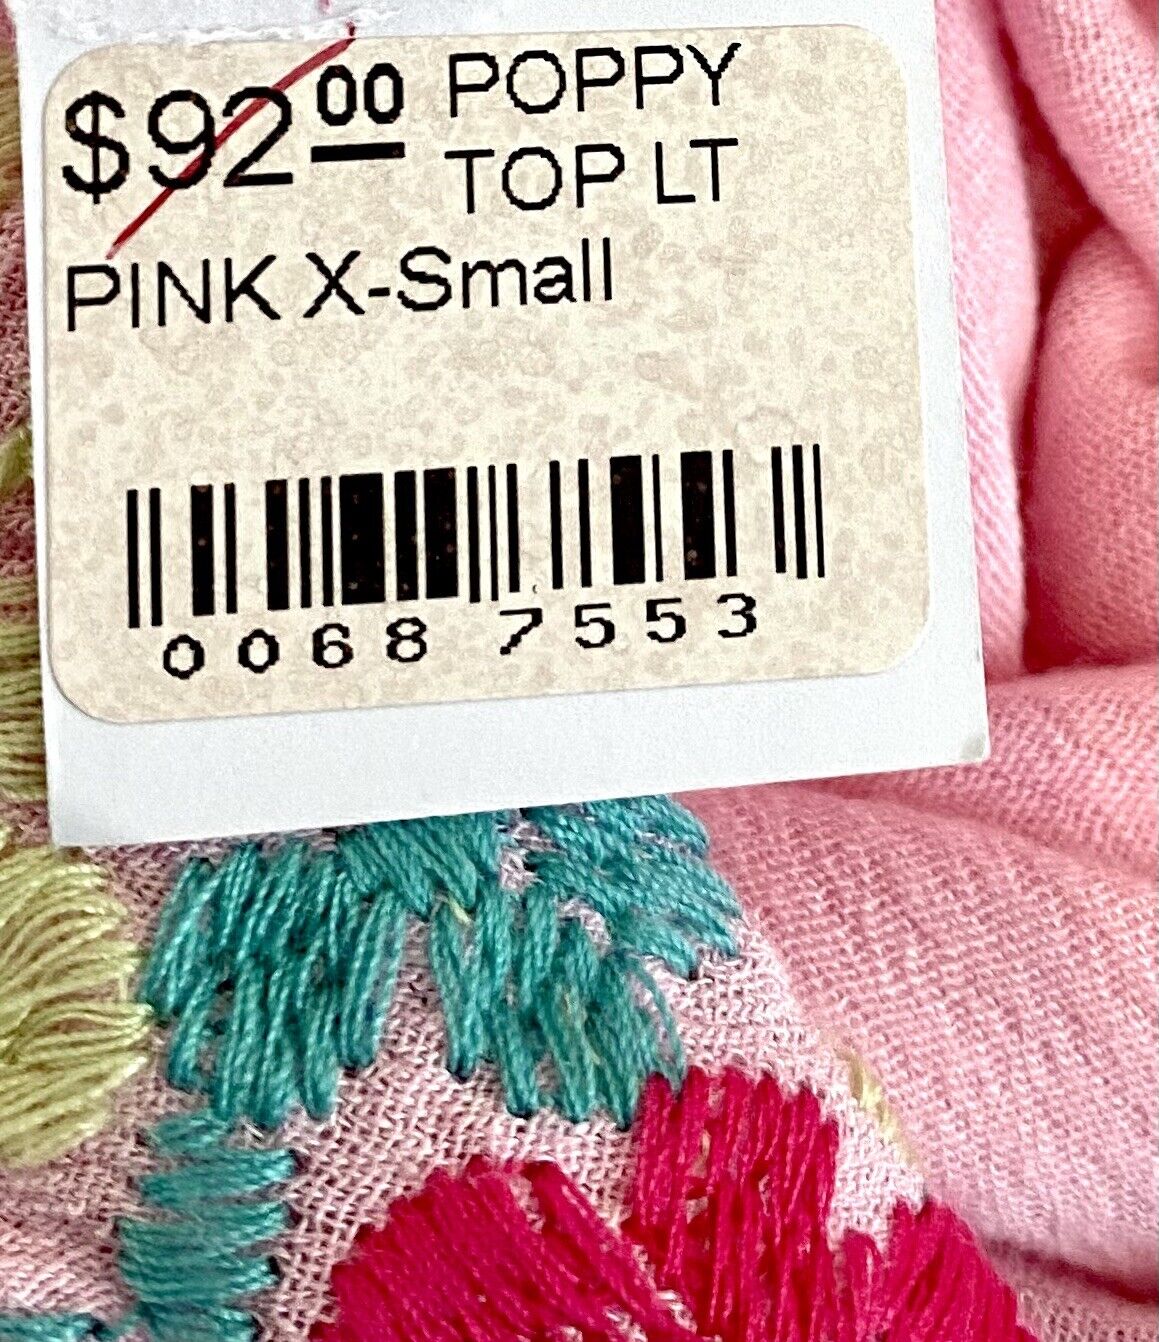 $92.00 POPPY
TOP LT
PINK X-Small
0068 7553